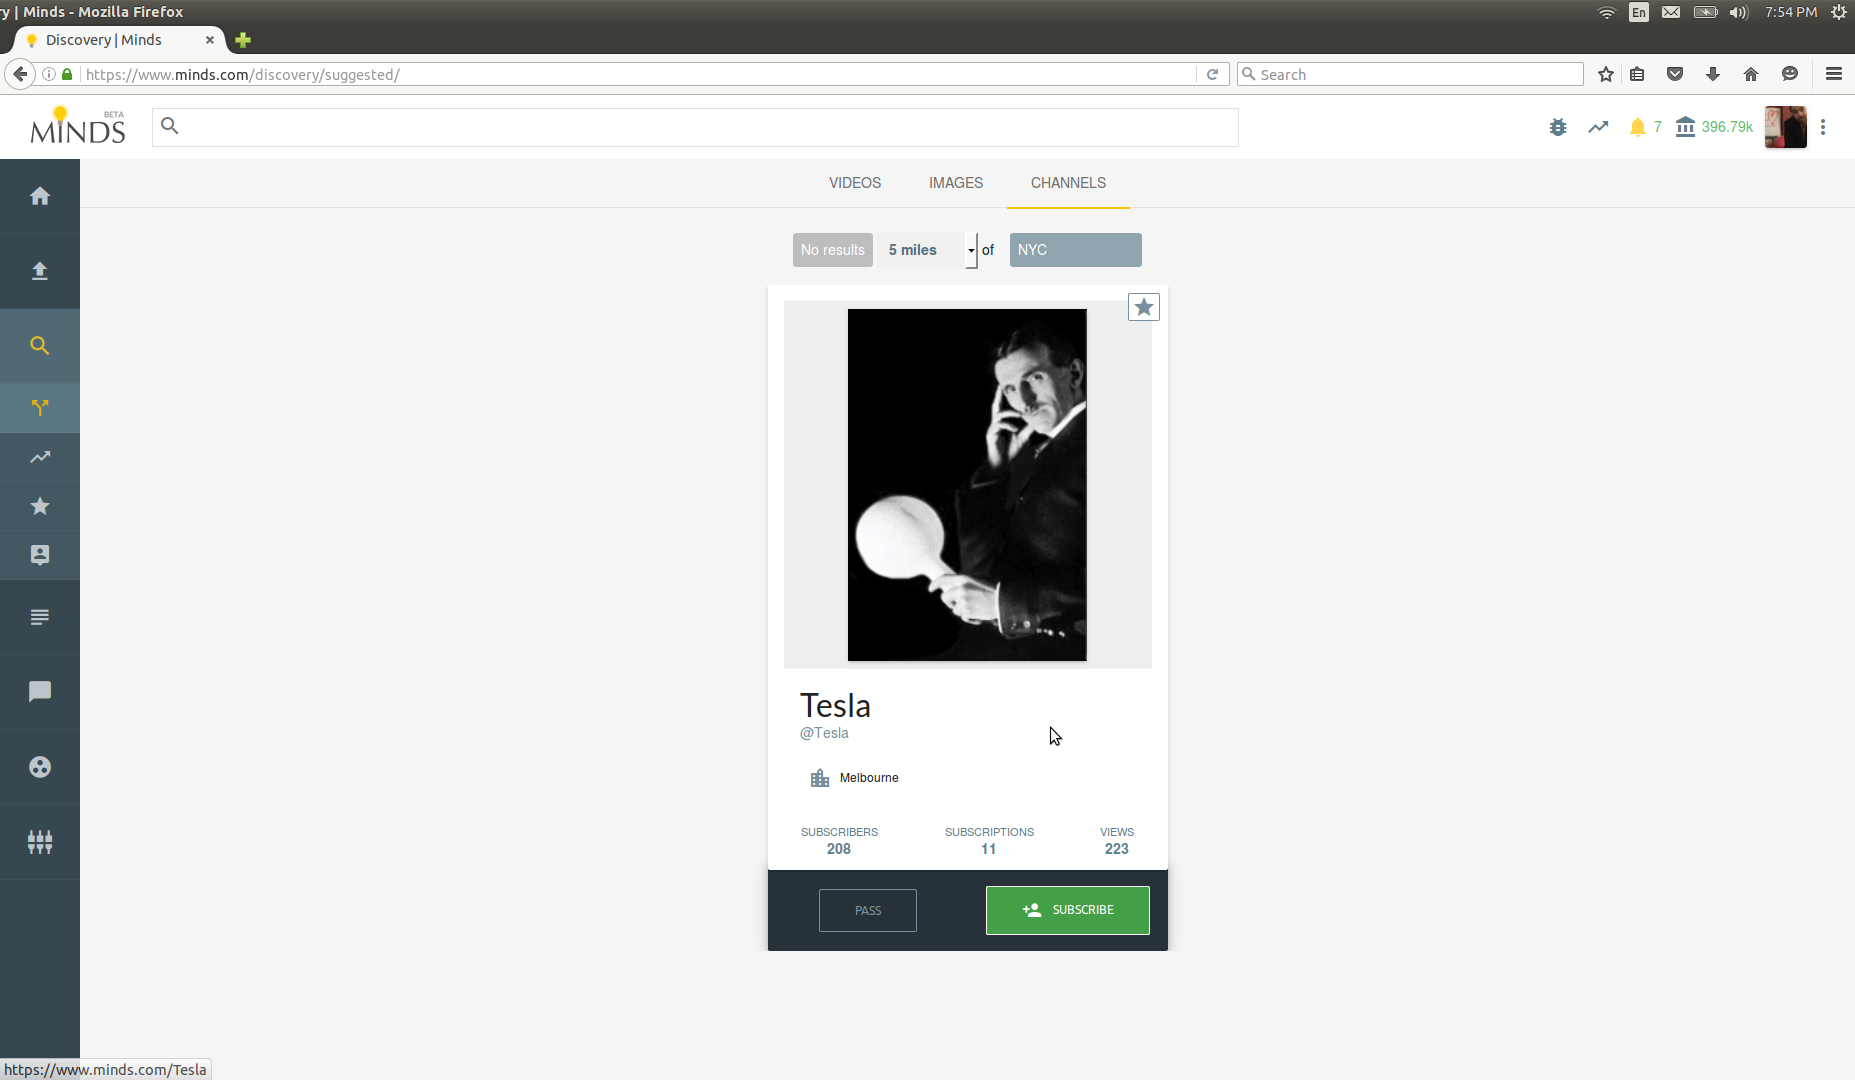 ry | Minds - Mozilla Firefox
En
7:54 PM
Discovery | Minds
https://www.minds.com/discovery/suggested/
Search
MINDS
BETA
7
396.79k
VIDEOS
IMAGES
CHANNELS
No results
5 miles
of
NYC
Tesla
@Tesla
Melbourne
SUBSCRIBERS
208
SUBSCRIPTIONS
11
VIEWS
223
PASS
SUBSCRIBE
https://www.minds.com/Tesla